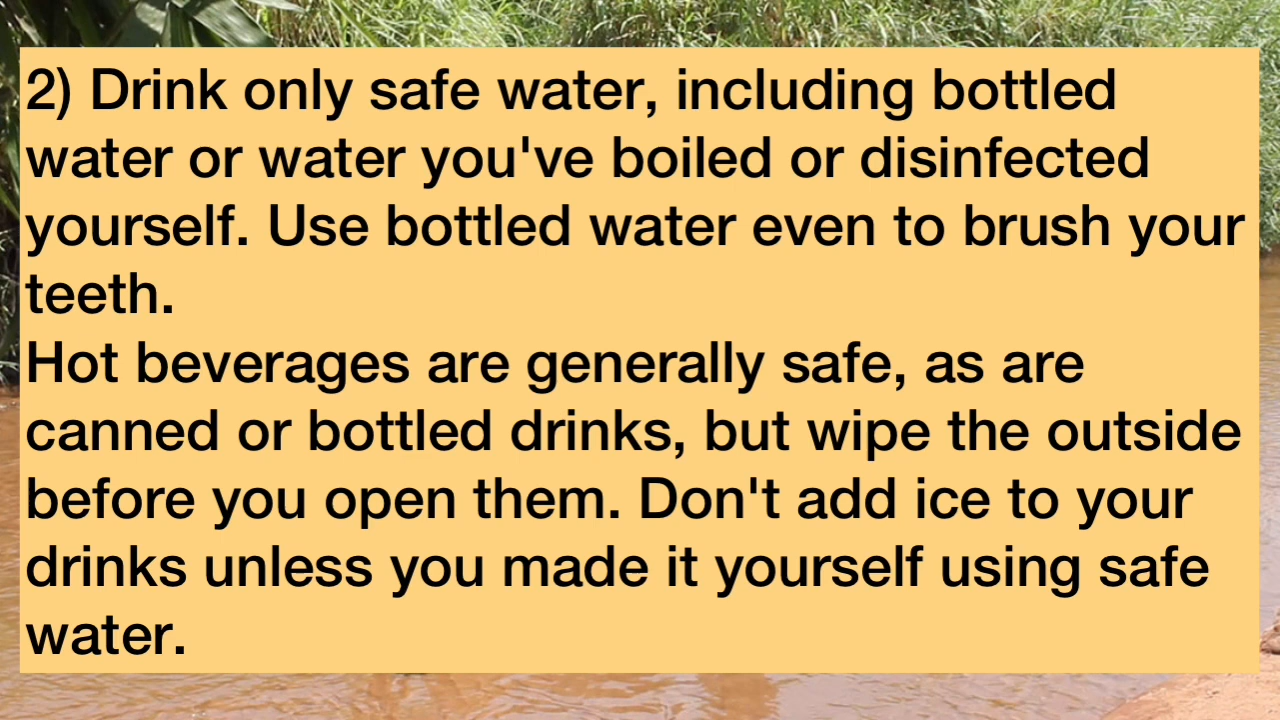 2) Drink only safe water, including bottled
water or water you've boiled or disinfected
yourself. Use bottled water even to brush your
teeth.
Hot beverages are generally safe, as are
canned or bottled drinks, but wipe the outside
before you open them. Don't add ice to your
drinks unless you made it yourself using safe
water.